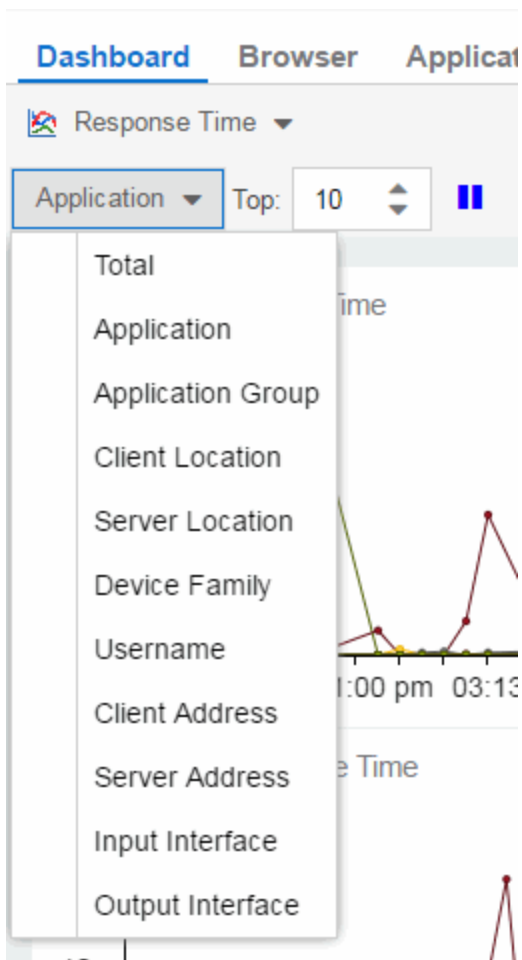 Dashboard Browser
Response Time
Application Top: 10
Total
Application
Application Group
Client Location
Server Location
Device Family
Username
Client Address
Server Address
Input Interface
Output Interface
Time
:00 pm 03:13
Time